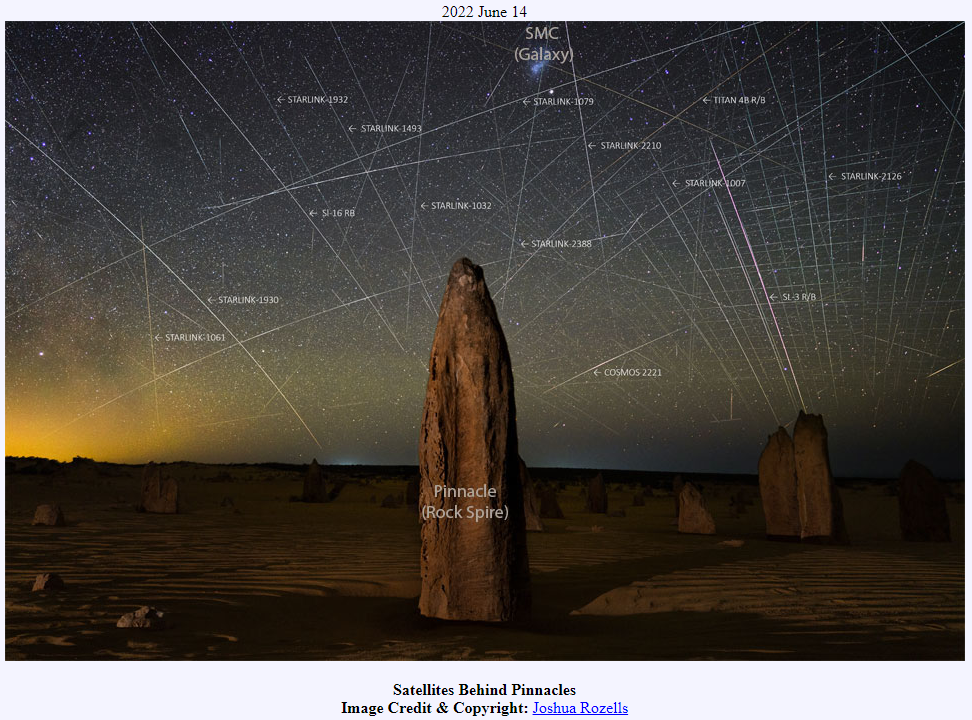 2022 June 14
SMC
(Galaxy)
← STARLINK-1932
← STARLINK-1079
← TITAN 4B R/B
← STARLINK-1493
← STARLINK-2210
← STARLINK-2126
← STARLINK-1007
← STARLINK-1032
← Sl-16 RB
← STARLINK-2388
← SL-3 R/B
← STARLINK-1930
← STARLINK-1061
← COSMOS 2221
Pinnacle
(Rock Spire)
Satellites Behind Pinnacles
Image Credit & Copyright: Joshua Rozells